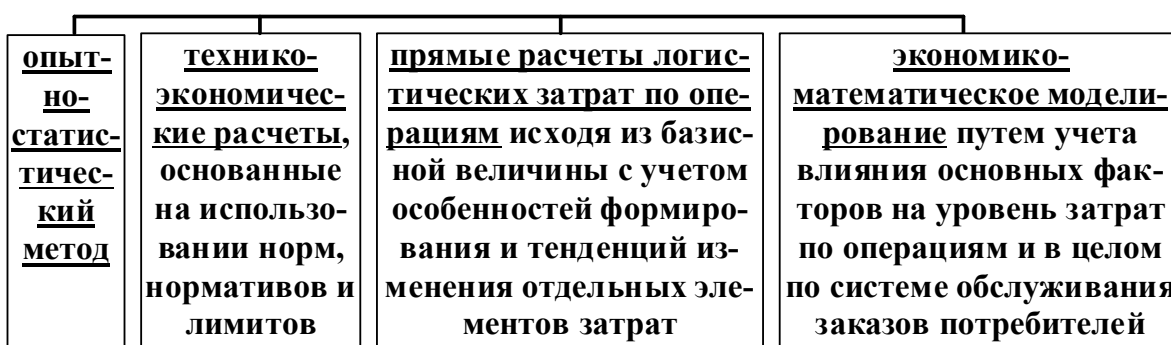 опыт-
но-
статис-
тичес-
кий
метод
технико-
экономичес-
кие расчеты,
основанные
на использо-
вании норм,
нормативов и
лимитов
прямые расчеты логис-
тических затрат по опе-
рациям исходя из базис-
ной величины с учетом
особенностей формиро-
вания и тенденций из-
менения отдельных эле-
ментов затрат
экономико-
математическое модели-
рование путем учета
влияния основных фак-
торов на уровень затрат
по операциям и в целом
по системе обслуживания
заказов потребителей